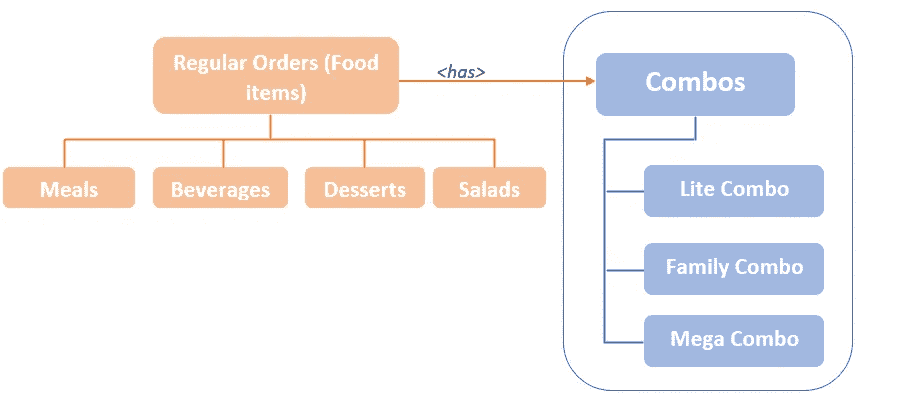 Regular Orders (Food
items)
<has>
Combos
Meals
Beverages
Desserts
Salads
Lite Combo
Family Combo
Mega Combo